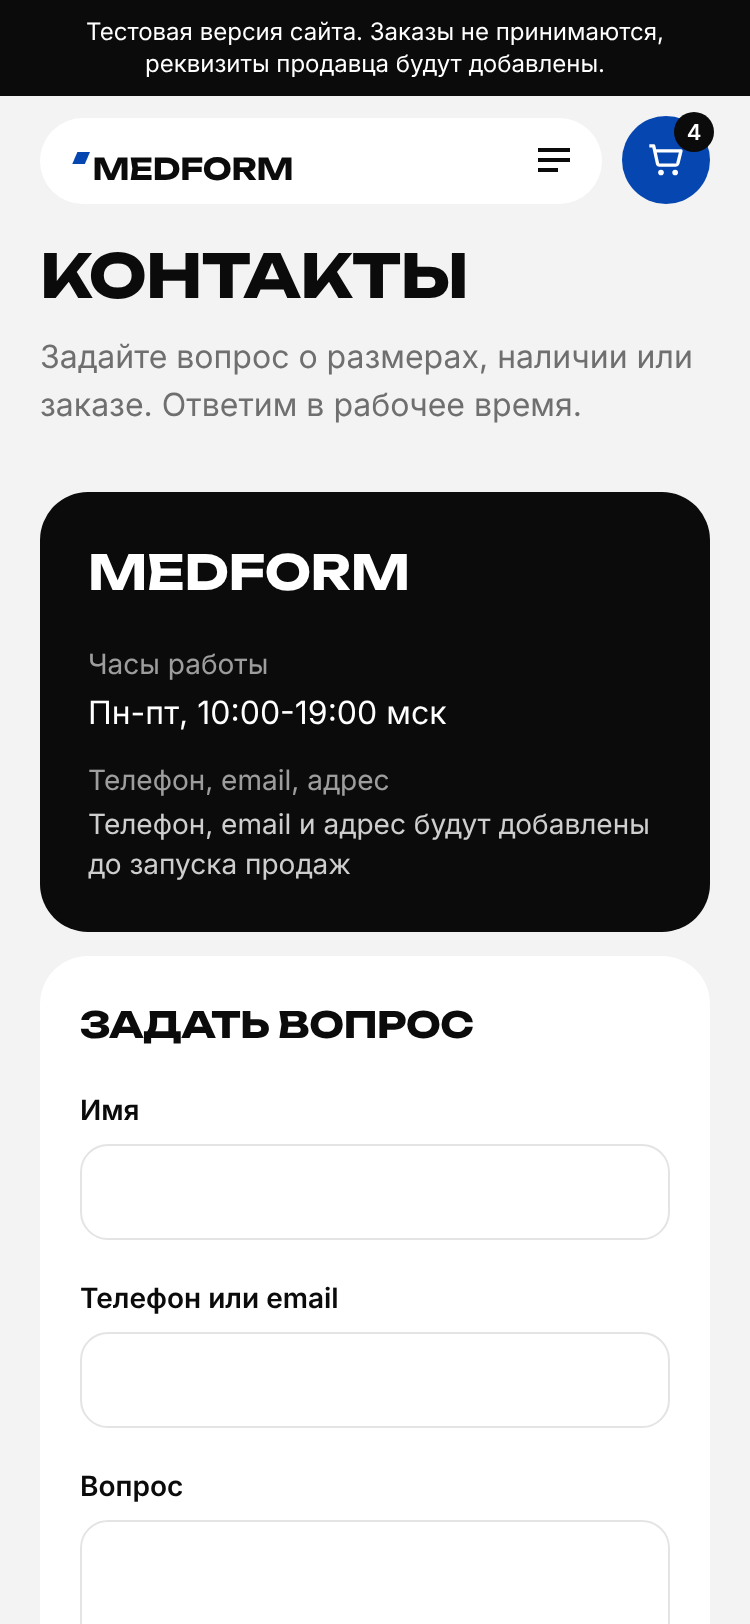 Тестовая версия сайта. Заказы не принимаются,
реквизиты продавца будут добавлены.
MEDFORM
4
КОНТАКТЫ
Задайте вопрос о размерах, наличии или
заказе. Ответим в рабочее время.
MEDFORM
Часы работы
Пн-пт, 10:00-19:00 мск
Телефон, email, адрес
Телефон, email и адрес будут добавлены
до запуска продаж
ЗАДАТЬ ВОПРОС
Имя
Телефон или email
Вопрос